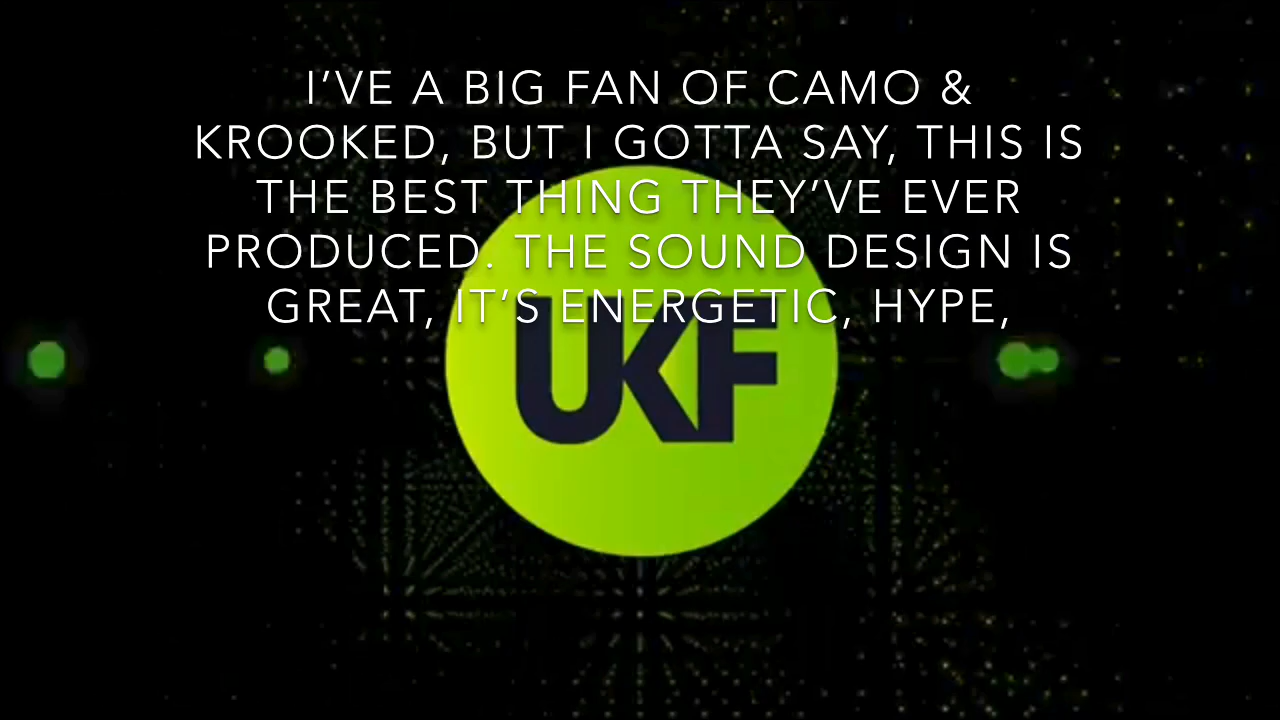 I’VE A BIG FAN OF CAMO &
KROOKED, BUT I GOTTA SAY, THIS IS
THE BEST THING THEY’VE EVER
PRODUCED. THE SOUND DESIGN IS
GREAT, IT’S ENERGETIC, HYPE,
UKF